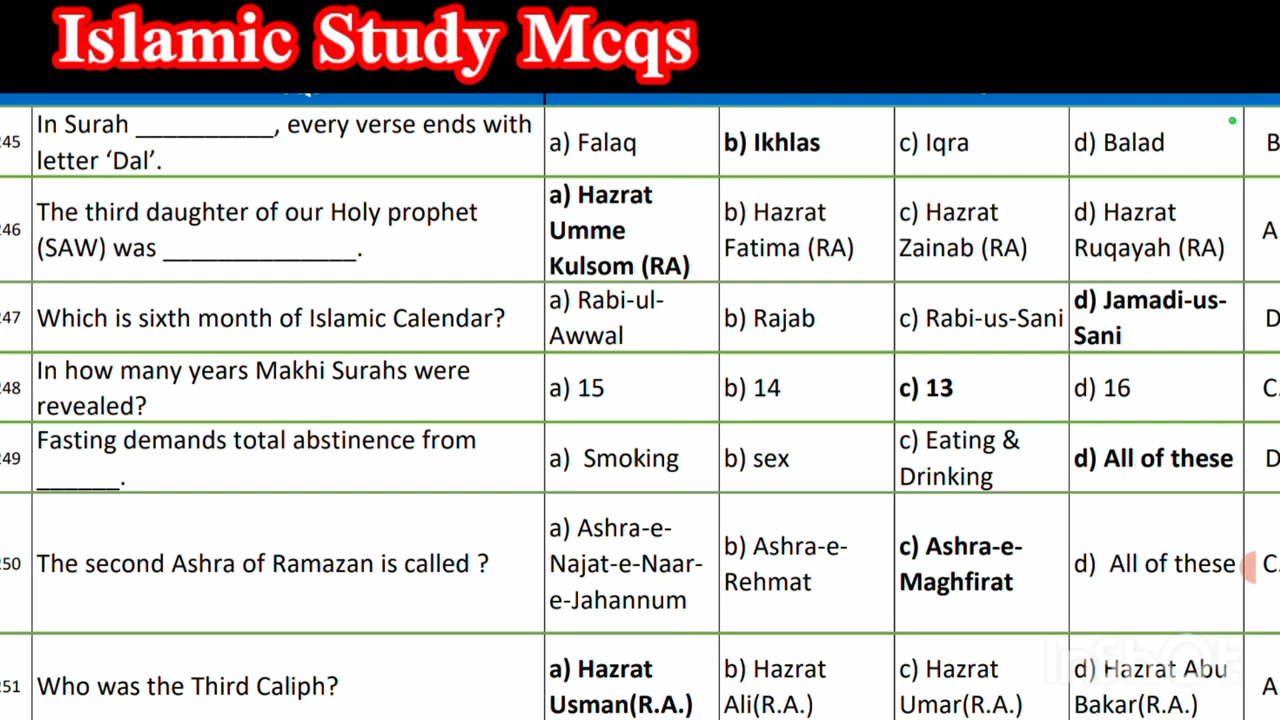 Islamic Study Mcqs
245 In Surah __________, every verse ends with letter ‘Dal’. a) Falaq b) Ikhlas c) Iqra d) Balad B
246 The third daughter of our Holy prophet (SAW) was ______________. a) Hazrat Umme Kulsom (RA) b) Hazrat Fatima (RA) c) Hazrat Zainab (RA) d) Hazrat Ruqayah (RA) A
247 Which is sixth month of Islamic Calendar? a) Rabi-ul-Awwal b) Rajab c) Rabi-us-Sani d) Jamadi-us-Sani D
248 In how many years Makhi Surahs were revealed? a) 15 b) 14 c) 13 d) 16 C.
249 Fasting demands total abstinence from ______. a) Smoking b) sex c) Eating & Drinking d) All of these D
250 The second Ashra of Ramazan is called ? a) Ashra-e-Najat-e-Naar-e-Jahannum b) Ashra-e-Rehmat c) Ashra-e-Maghfirat d) All of these C.
251 Who was the Third Caliph? a) Hazrat Usman(R.A.) b) Hazrat Ali(R.A.) c) Hazrat Umar(R.A.) d) Hazrat Abu Bakar(R.A.) A
InShOt